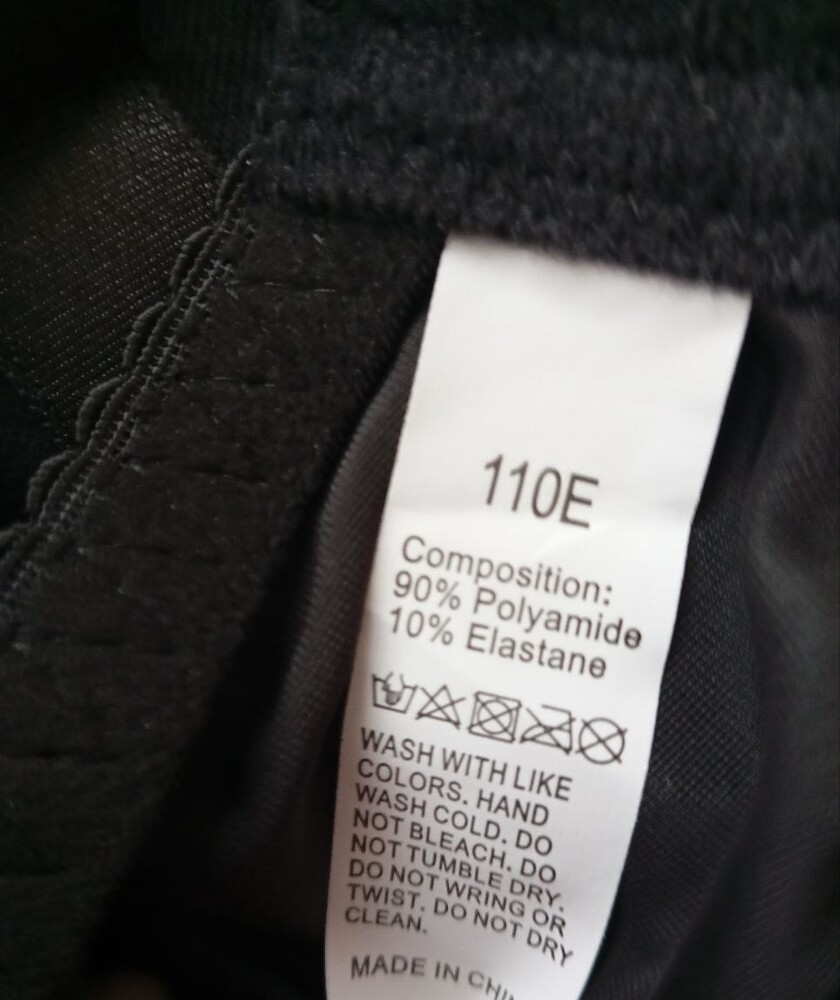 110E
Composition:
90% Polyamide
10% Elastane
WASH WITH LIKE
COLORS. HAND
WASH COLD. DO
NOT BLEACH. DO
NOT TUMBLE DRY.
DO NOT WRING OR
TWIST. DO NOT DRY
CLEAN.
MADE IN